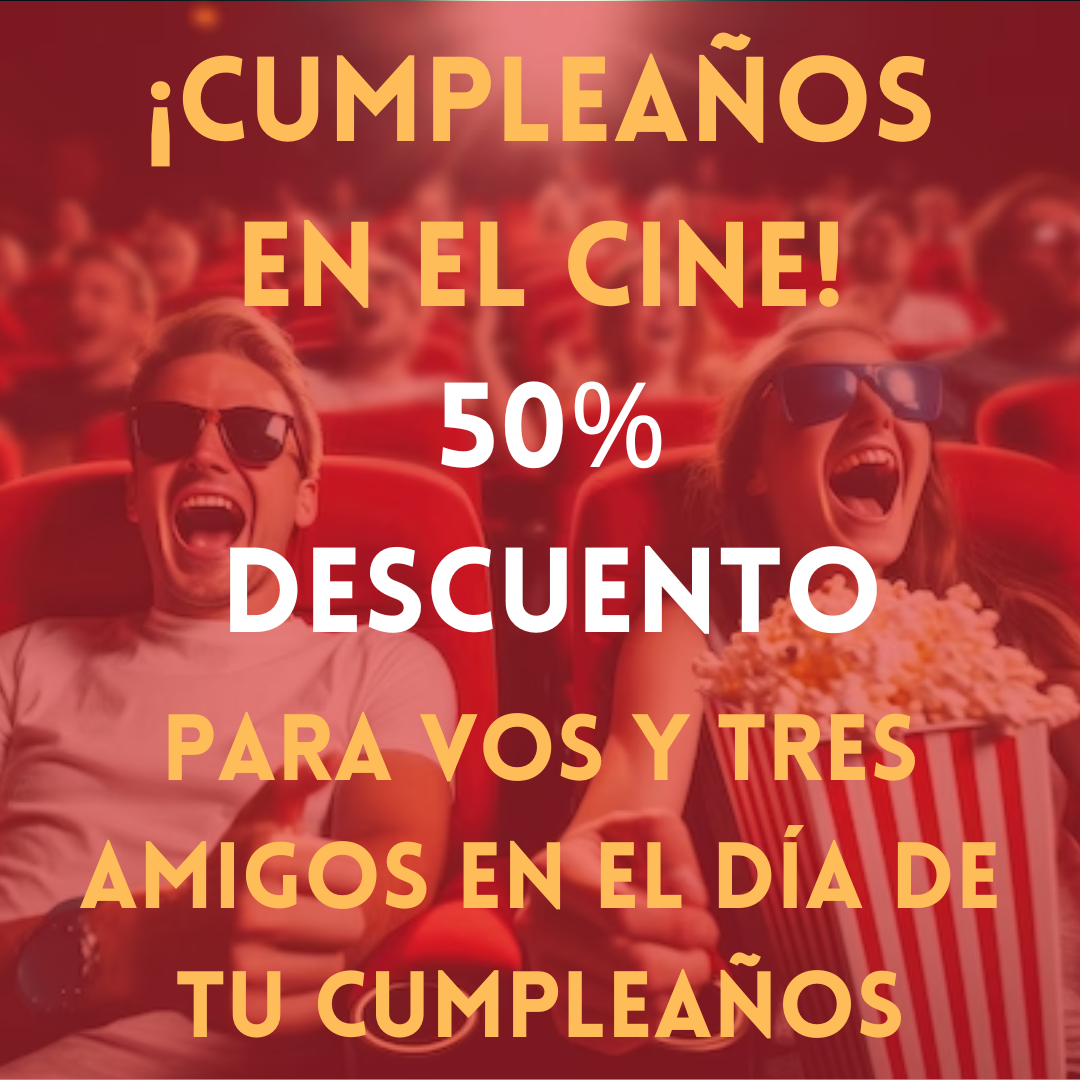 ¡CUMPLEAÑOS
EN EL CINE!
50%
DESCUENTO
PARA VOS Y TRES
AMIGOS EN EL DÍA DE
TU CUMPLEAÑOS